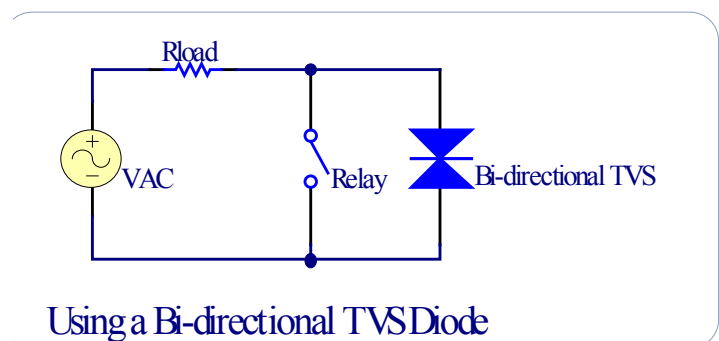 Rload
VAC
Relay
Bi-directional TVS
Using a Bi-directional TVS Diode